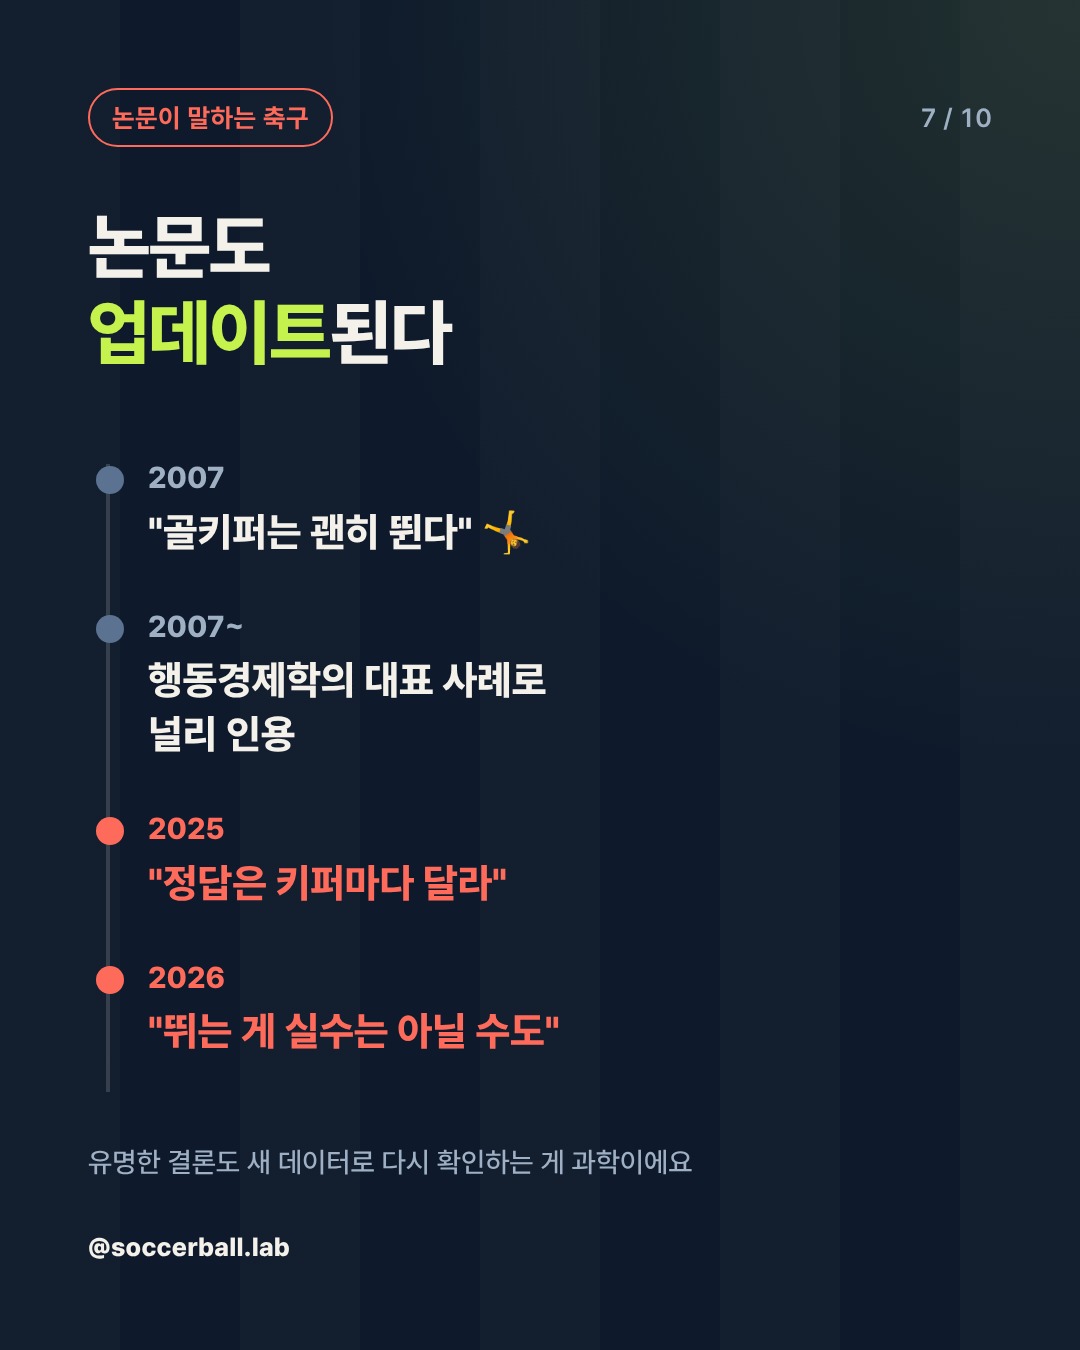 논문이 말하는 축구
7 / 10
논문도
업데이트된다
2007
"골키퍼는 괜히 뛴다" 🤸
2007~
행동경제학의 대표 사례로
널리 인용
2025
"정답은 키퍼마다 달라"
2026
"뛰는 게 실수는 아닐 수도"
유명한 결론도 새 데이터로 다시 확인하는 게 과학이에요
@soccerball.lab